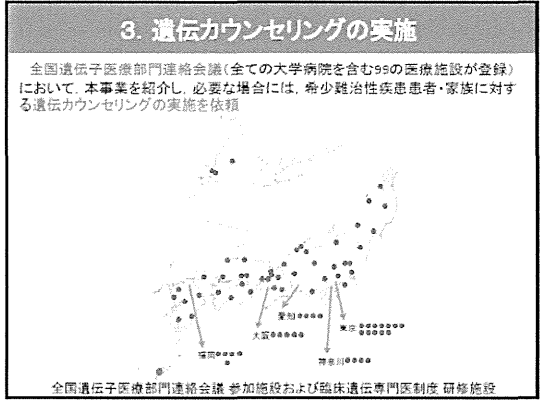 3. 遺伝カウンセリングの実施
全国遺伝子医療部門連絡会議(全ての大学病院を含む99の医療施設が登録)
において，本事業を紹介し，必要な場合には，希少難治性疾患患者・家族に対す
る遺伝カウンセリングの実施を依頼
愛知
東京
大阪
福岡
神奈川
全国遺伝子医療部門連絡会議 参加施設および臨床遺伝専門医制度 研修施設